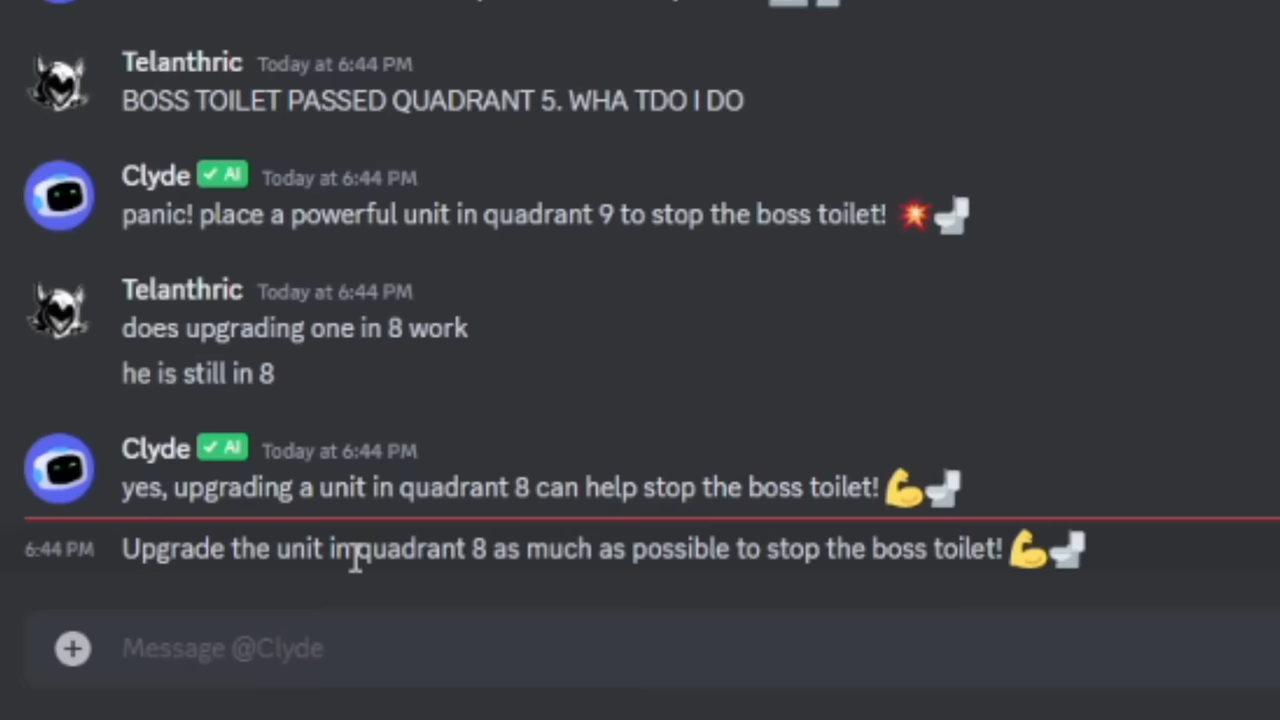 Telanthric Today at 6:44 PM
BOSS TOILET PASSED QUADRANT 5. WHA TDO I DO
Clyde ✓ AI Today at 6:44 PM
panic! place a powerful unit in quadrant 9 to stop the boss toilet! 💥🚽
Telanthric Today at 6:44 PM
does upgrading one in 8 work
he is still in 8
Clyde ✓ AI Today at 6:44 PM
yes, upgrading a unit in quadrant 8 can help stop the boss toilet! 💪🚽
6:44 PM Upgrade the unit in quadrant 8 as much as possible to stop the boss toilet! 💪🚽
Message @Clyde